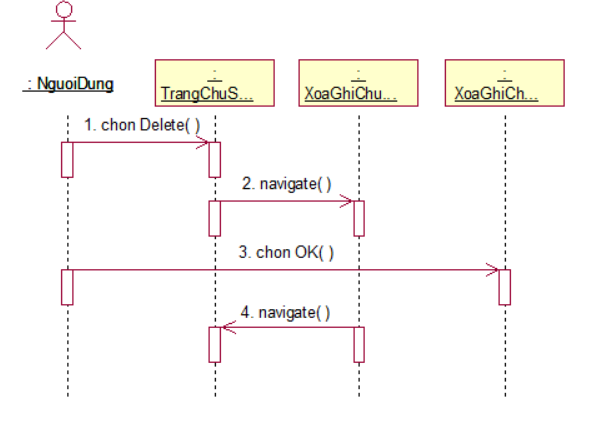 : NguoiDung
:
TrangChuS...
:
XoaGhiChu...
:
XoaGhiCh...
1. chon Delete( )
2. navigate( )
3. chon OK( )
4. navigate( )